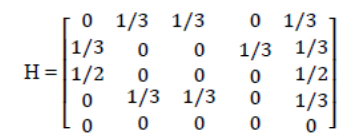 0 1/3 1/3 0 1/3
1/3 0 0 1/3 1/3
H = 1/2 0 0 0 1/2
0 1/3 1/3 0 1/3
0 0 0 0 0